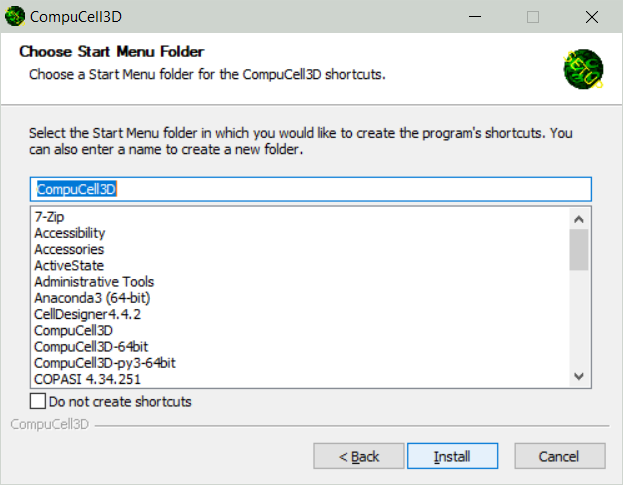 CompuCell3D
Choose Start Menu Folder
Choose a Start Menu folder for the CompuCell3D shortcuts.
Select the Start Menu folder in which you would like to create the program's shortcuts. You
can also enter a name to create a new folder.
CompuCell3D
7-Zip
Accessibility
Accessories
ActiveState
Administrative Tools
Anaconda3 (64-bit)
CellDesigner4.4.2
CompuCell3D
CompuCell3D-64bit
CompuCell3D-py3-64bit
COPASI 4.34.251
Do not create shortcuts
CompuCell3D
< Back
Install
Cancel